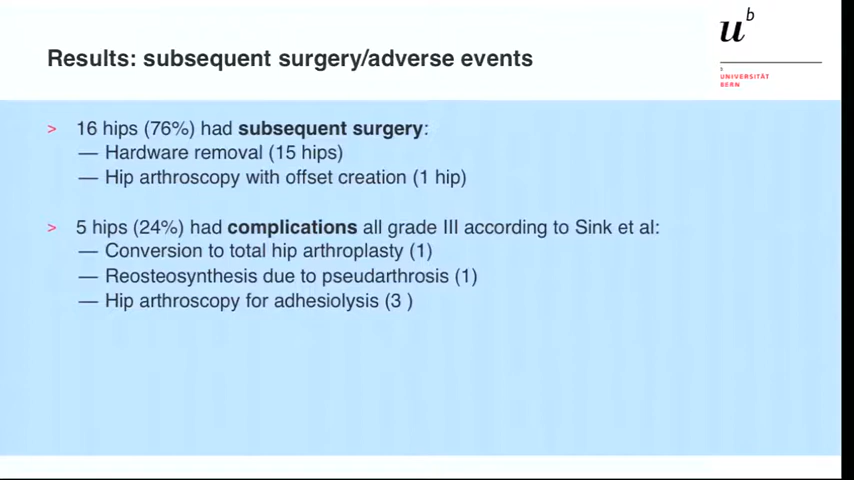 Results: subsequent surgery/adverse events
u b
UNIVERSITÄT
BERN
> 16 hips (76%) had subsequent surgery:
— Hardware removal (15 hips)
— Hip arthroscopy with offset creation (1 hip)
> 5 hips (24%) had complications all grade III according to Sink et al:
— Conversion to total hip arthroplasty (1)
— Reosteosynthesis due to pseudarthrosis (1)
— Hip arthroscopy for adhesiolysis (3 )